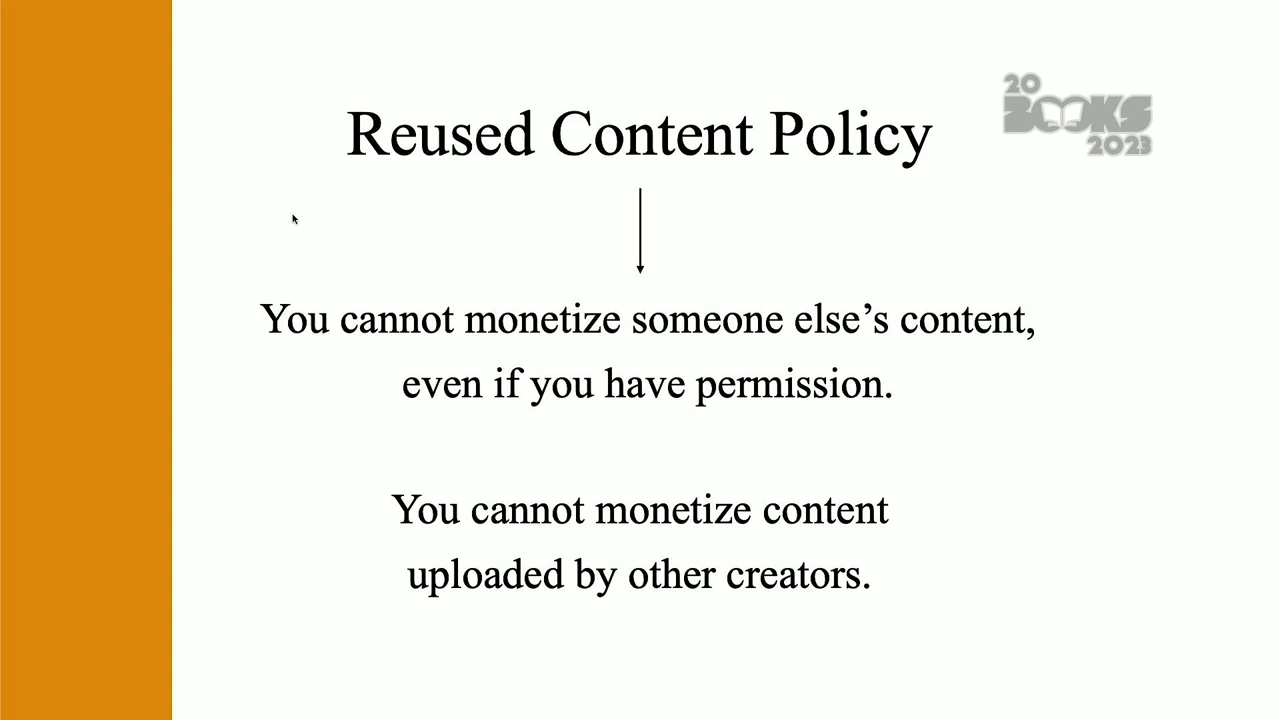 20
BOOKS
2023
Reused Content Policy
You cannot monetize someone else’s content,
even if you have permission.
You cannot monetize content
uploaded by other creators.